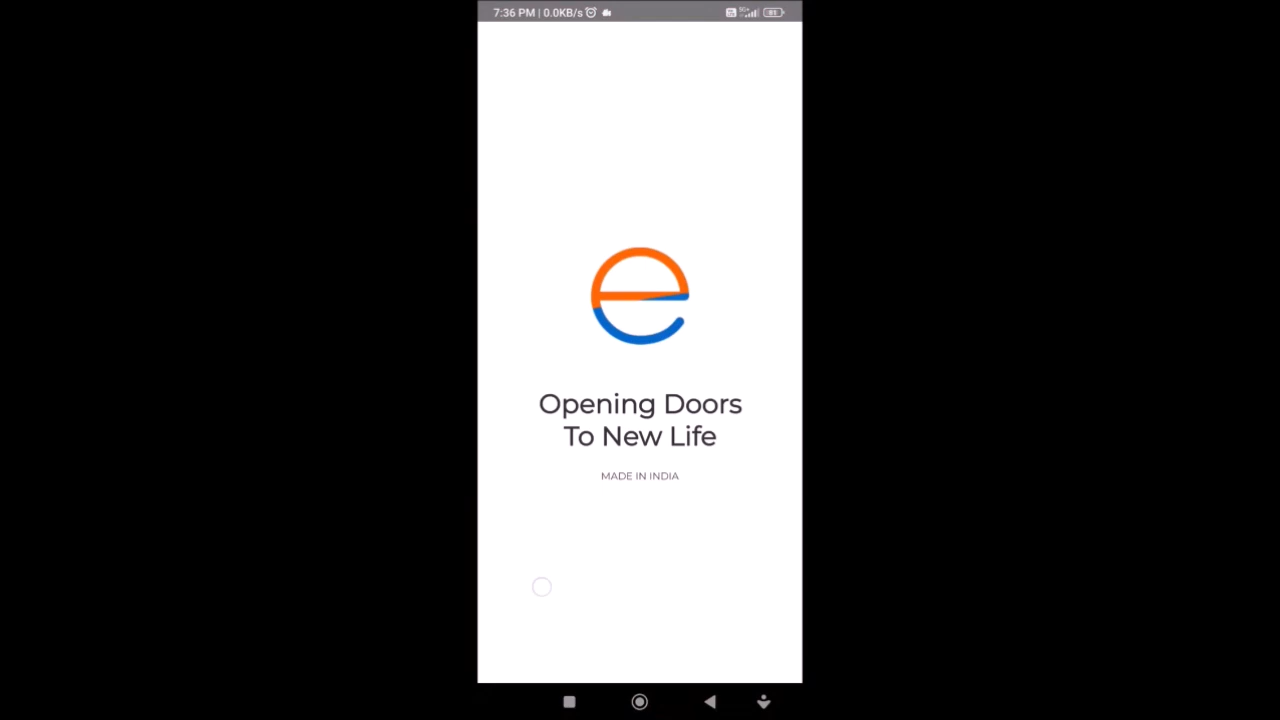 7:36 PM | 0.0KB/s
Opening Doors
To New Life
MADE IN INDIA